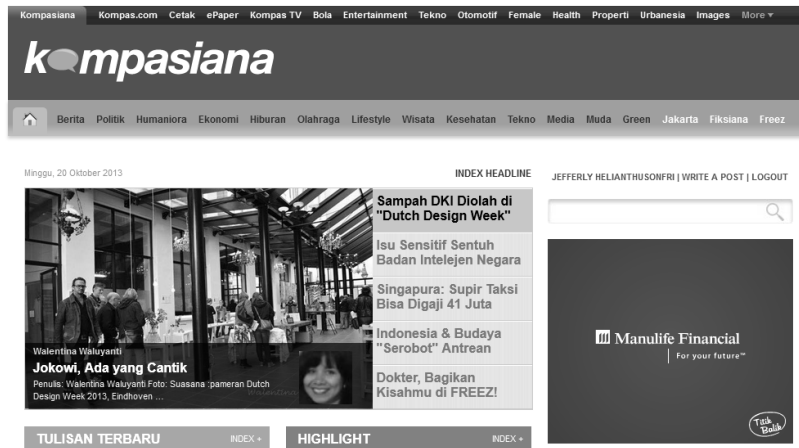 Kompasiana Kompas.com Cetak ePaper Kompas TV Bola Entertainment Tekno Otomotif Female Health Properti Urbanesia Images More
kompasiana
Berita Politik Humaniora Ekonomi Hiburan Olahraga Lifestyle Wisata Kesehatan Tekno Media Muda Green Jakarta Fiksiana Freez
Minggu, 20 Oktober 2013
INDEX HEADLINE
JEFFERLY HELIANTHUSONFRI | WRITE A POST | LOGOUT
Sampah DKI Diolah di
"Dutch Design Week"
Isu Sensitif Sentuh
Badan Intelejen Negara
Singapura: Supir Taksi
Bisa Digaji 41 Juta
Indonesia & Budaya
"Serobot" Antrean
Dokter, Bagikan
Kisahmu di FREEZ!
Walentina Waluyanti
Jokowi, Ada yang Cantik
Penulis: Walentina Waluyanti Foto: Suasana :pameran Dutch
Design Week 2013, Eindhoven ...
Manulife Financial
For your future™
Titik
Balik
TULISAN TERBARU
INDEX +
HIGHLIGHT
INDEX +